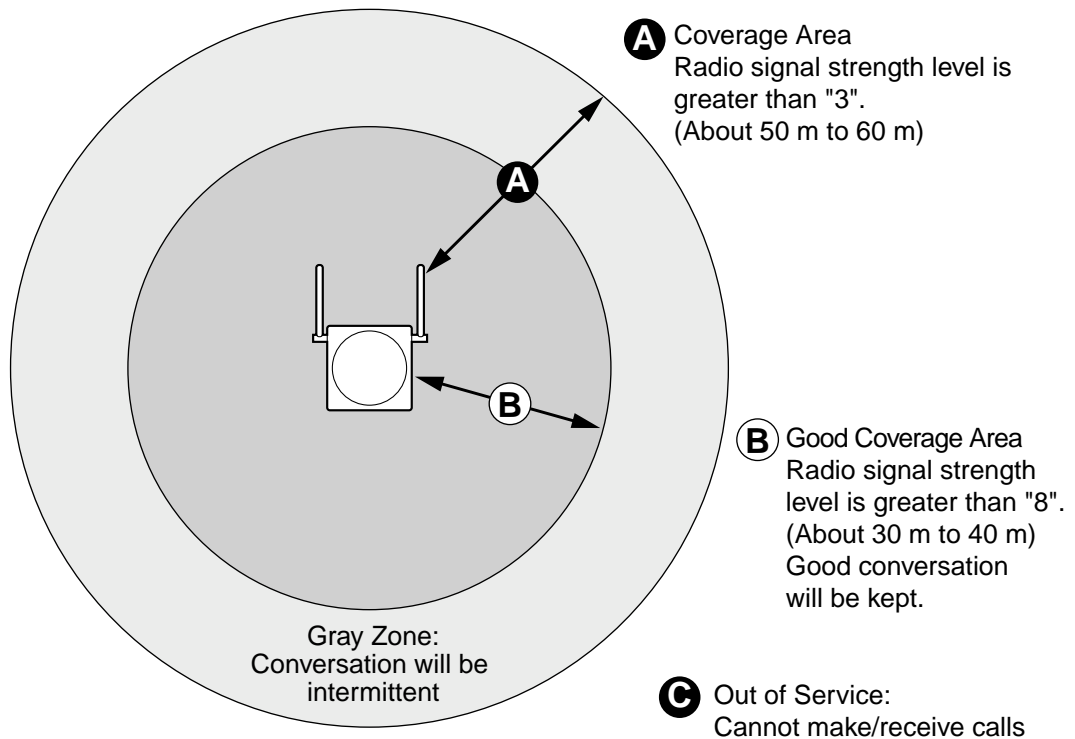 A Coverage Area
Radio signal strength level is
greater than "3".
(About 50 m to 60 m)
A
B
B Good Coverage Area
Radio signal strength
level is greater than "8".
(About 30 m to 40 m)
Good conversation
will be kept.
Gray Zone:
Conversation will be
intermittent
C Out of Service:
Cannot make/receive calls